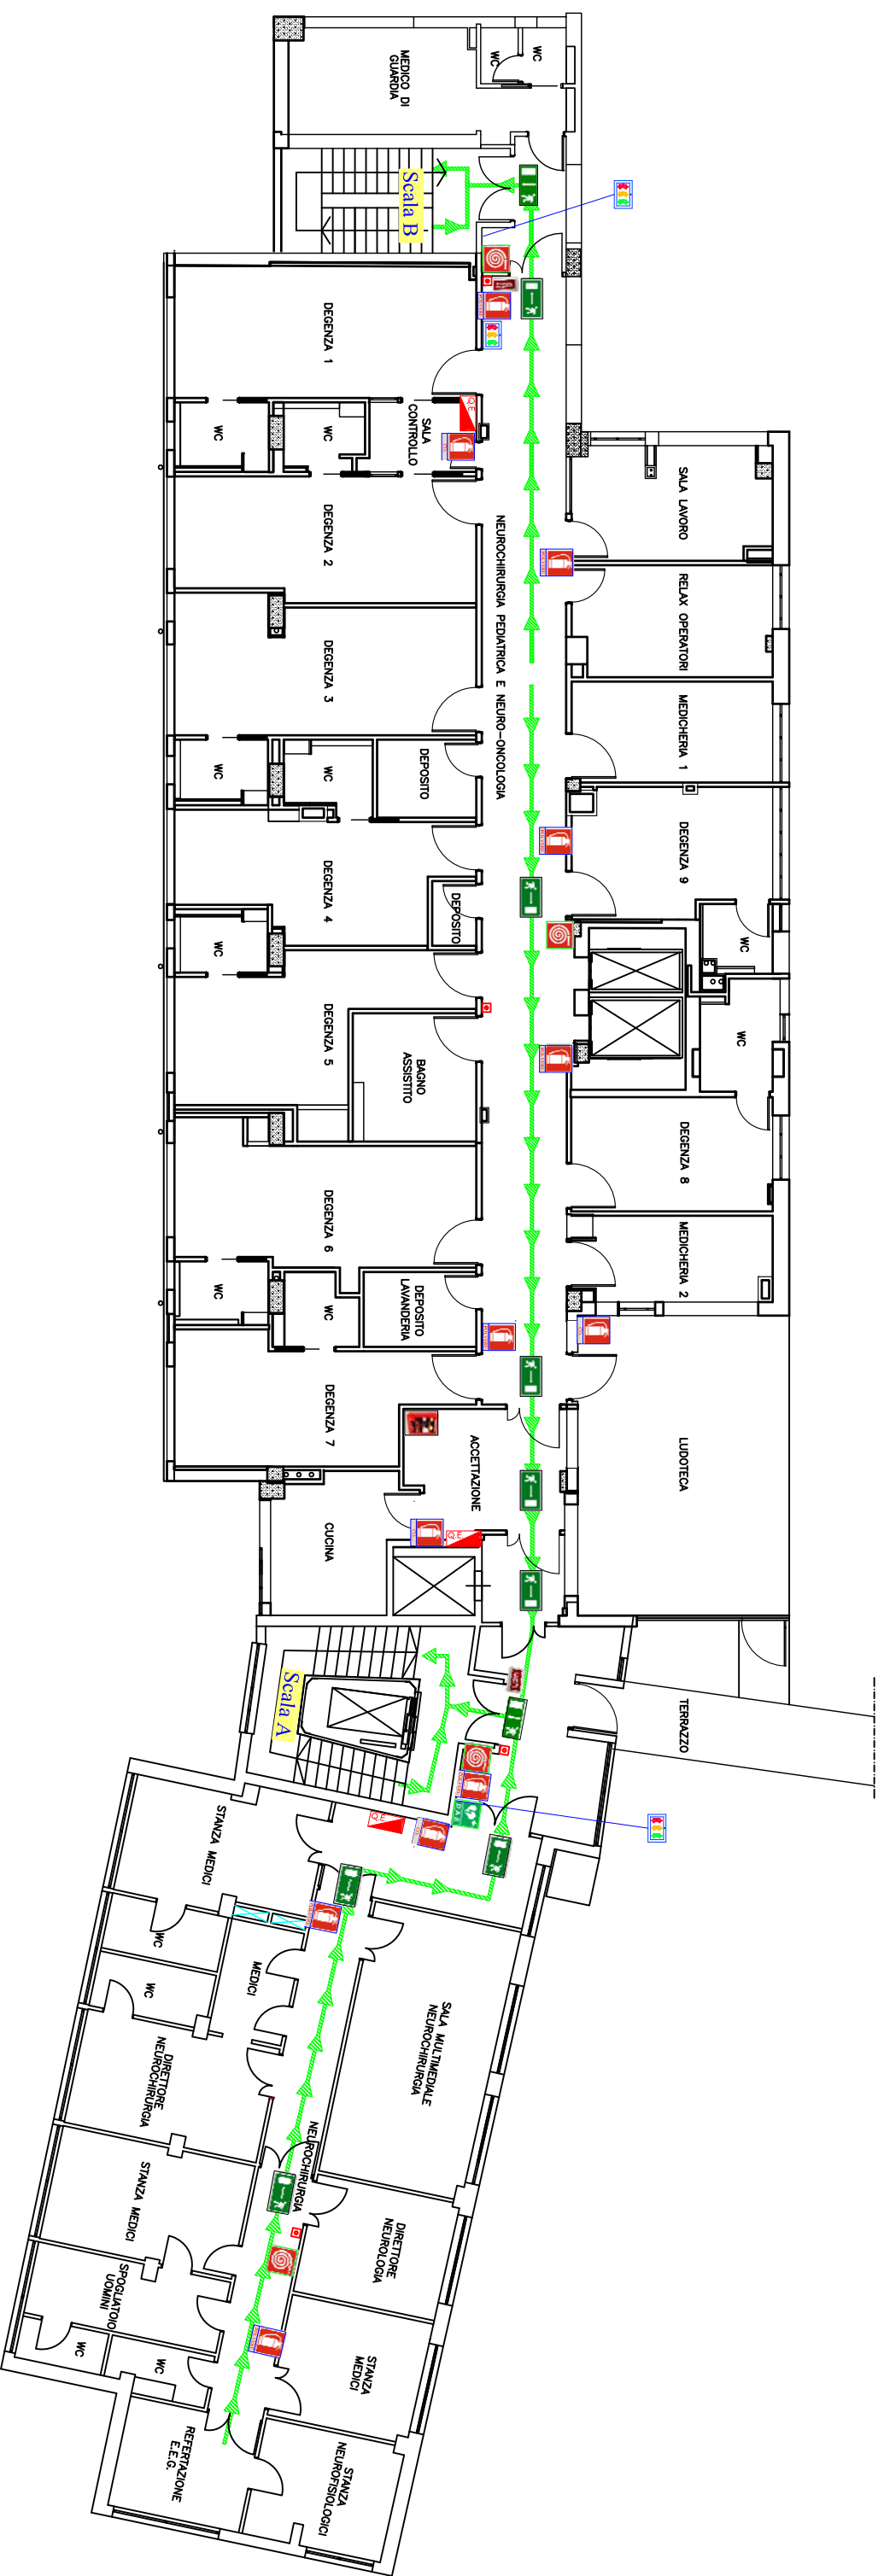 WC
WC
MEDICO DI
GUARDIA
Scala B
DEGENZA 1
WC
WC
SALA
CONTROLLO
Q.E.
SALA LAVORO
DEGENZA 2
RELAX OPERATORI
NEUROCHIRURGIA PEDIATRICA E NEURO-ONCOLOGIA
DEGENZA 3
MEDICHERIA 1
WC
WC
DEPOSITO
DEGENZA 4
DEPOSITO
DEGENZA 9
WC
WC
WC
DEGENZA 5
BAGNO
ASSISTITO
DEGENZA 8
DEGENZA 6
MEDICHERIA 2
WC
WC
DEPOSITO
LAVANDERIA
DEGENZA 7
ACCETTAZIONE
LUDOTECA
CUCINA
Q.E.
Scala A
TERRAZZO
Q.E.
STANZA MEDICI
WC
MEDICI
WC
SALA MULTIMEDIALE
NEUROCHIRURGIA
DIRETTORE
NEUROCHIRURGIA
NEUROCHIRURGIA
STANZA MEDICI
DIRETTORE
NEUROLOGIA
SPOGLIATOIO
UOMINI
WC
WC
STANZA
MEDICI
REFERTAZIONE
E.E.G.
STANZA
NEUROFISIOLOGICI